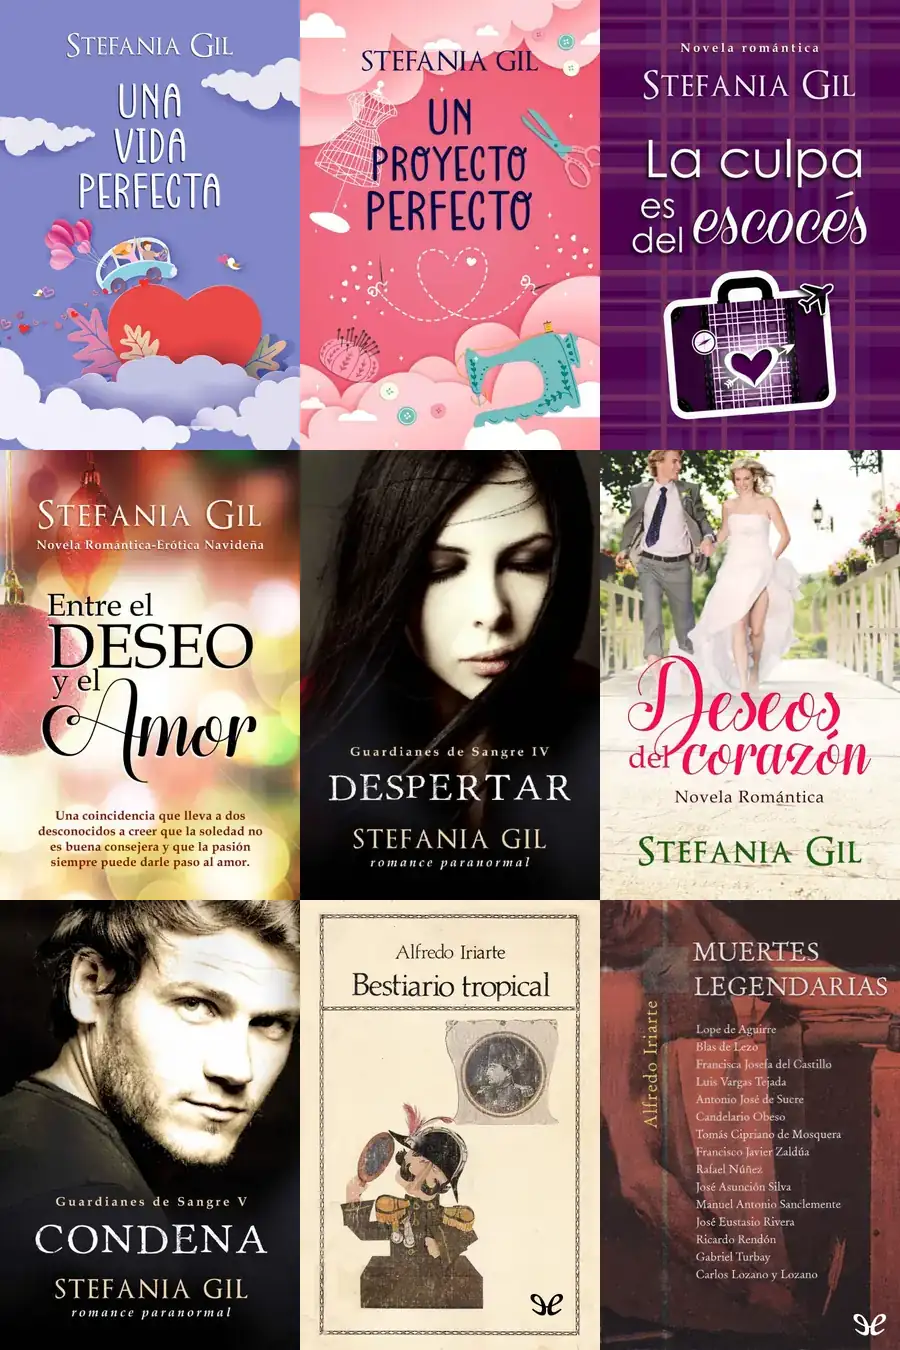 STEFANIA GIL
UNA
VIDA
PERFECTA
STEFANIA GIL
UN
PROYECTO
PERFECTO
Novela romántica
STEFANIA GIL
La culpa
es
del escocés
STEFANIA GIL
Novela Romántica-Erótica Navideña
Entre el
DESEO
y el
Amor
Una coincidencia que lleva a dos
desconocidos a creer que la soledad no
es buena consejera y que la pasión
siempre puede darle paso al amor.
Guardianes de Sangre IV
DESPERTAR
STEFANIA GIL
romance paranormal
Deseos
del corazón
Novela Romántica
STEFANIA GIL
Guardianes de Sangre V
CONDENA
STEFANIA GIL
romance paranormal
Alfredo Iriarte
Bestiario tropical
MUERTES
LEGENDARIAS
Alfredo Iriarte
Lope de Aguirre
Blas de Lezo
Francisca Josefa del Castillo
Luis Vargas Tejada
Antonio José de Sucre
Candelario Obeso
Tomás Cipriano de Mosquera
Francisco Javier Zaldúa
Rafael Núñez
José Asunción Silva
Manuel Antonio Sanclemente
José Eustasio Rivera
Ricardo Rendón
Gabriel Turbay
Carlos Lozano y Lozano